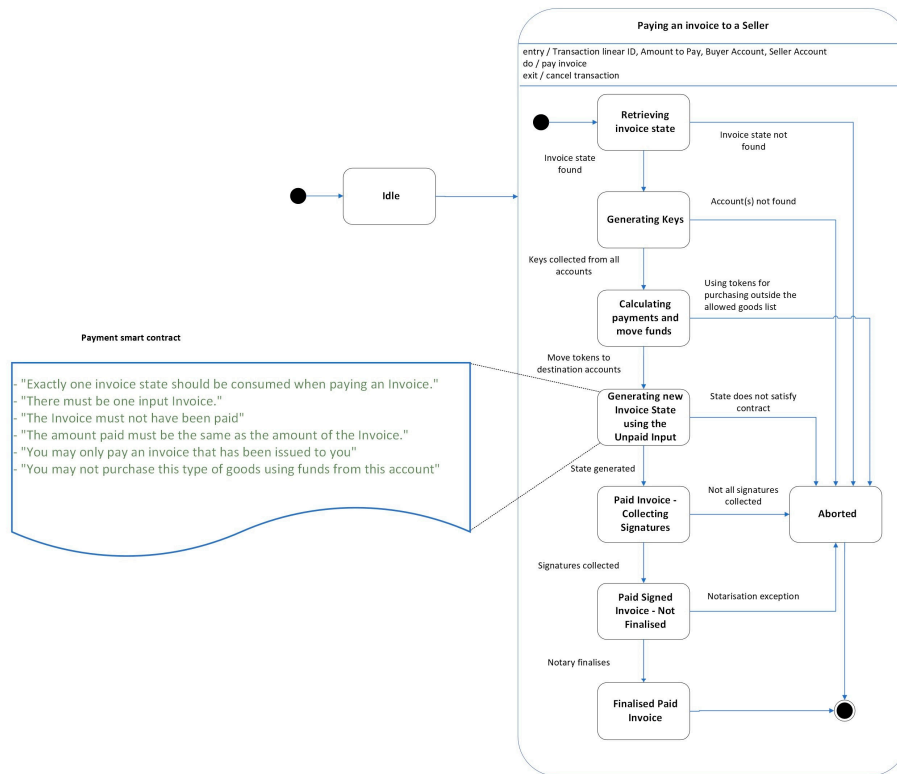 Paying an invoice to a Seller
entry / Transaction linear ID, Amount to Pay, Buyer Account, Seller Account
do / pay invoice
exit / cancel transaction
Retrieving
invoice state
Invoice state not
found
Invoice state
found
Idle
Generating Keys
Account(s) not found
Keys collected from all
accounts
Using tokens for
purchasing outside the
allowed goods list
Calculating
payments and
move funds
Payment smart contract
Move tokens to
destination accounts
- "Exactly one invoice state should be consumed when paying an Invoice."
- "There must be one input Invoice."
- "The Invoice must not have been paid"
- "The amount paid must be the same as the amount of the Invoice."
- "You may only pay an invoice that has been issued to you"
- "You may not purchase this type of goods using funds from this account"
Generating new
Invoice State
using the
Unpaid Input
State does not satisfy
contract
State generated
Paid Invoice -
Collecting
Signatures
Not all signatures
collected
Aborted
Signatures collected
Paid Signed
Invoice - Not
Finalised
Notarisation exception
Notary finalises
Finalised Paid
Invoice